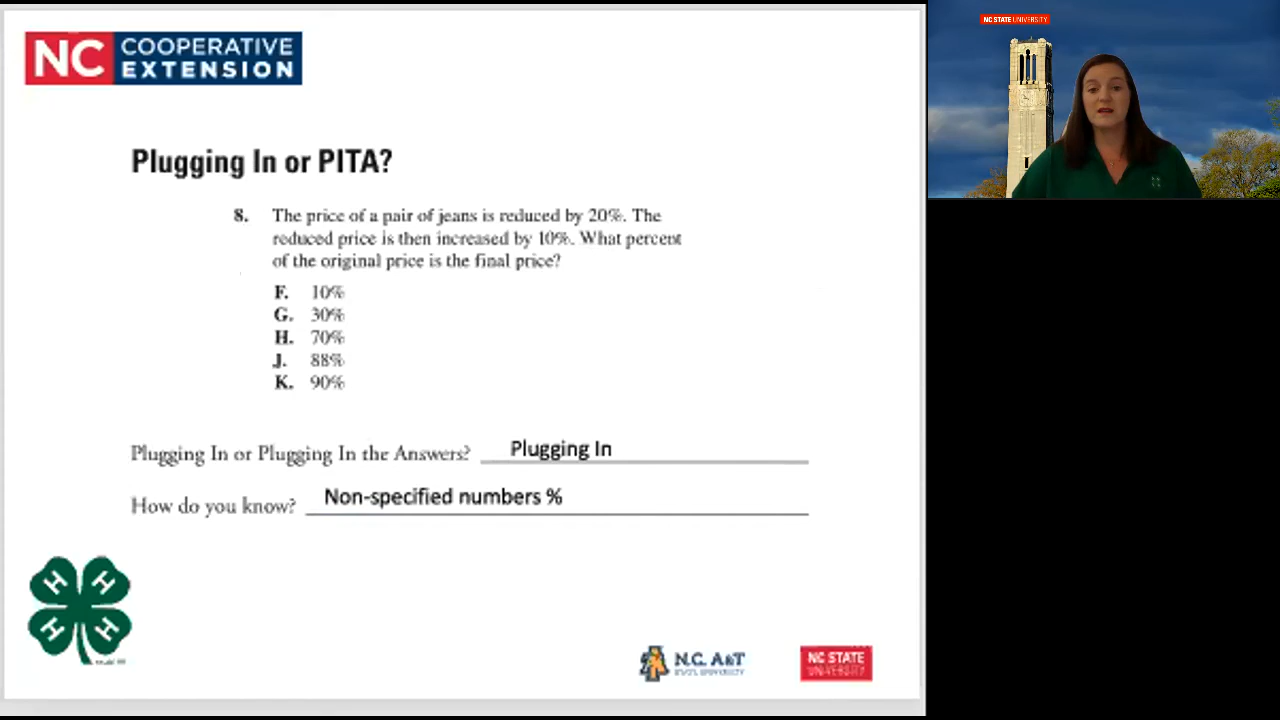 NC COOPERATIVE
EXTENSION
NC STATE UNIVERSITY
Plugging In or PITA?
8. The price of a pair of jeans is reduced by 20%. The
reduced price is then increased by 10%. What percent
of the original price is the final price?
F. 10%
G. 30%
H. 70%
J. 88%
K. 90%
Plugging In or Plugging In the Answers? Plugging In
How do you know? Non-specified numbers %
H H
H H
N.C. A&T
STATE UNIVERSITY
NC STATE
UNIVERSITY